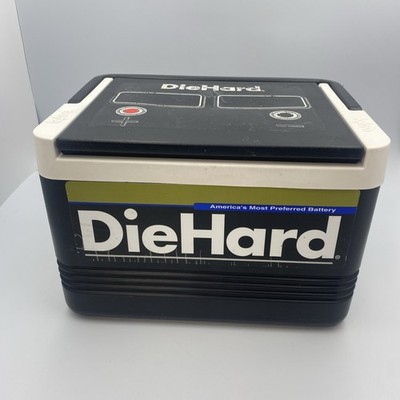 DieHard®
+
-
America's Most Preferred Battery
DieHard®